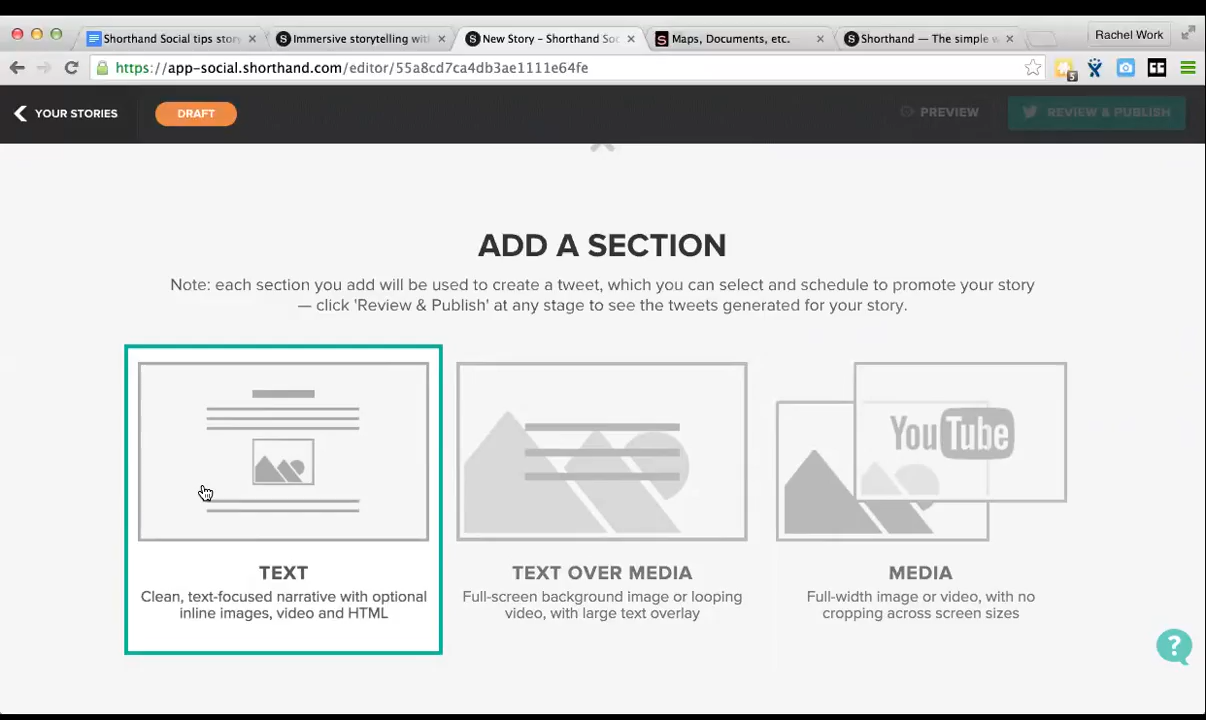 Shorthand Social tips stor
Immersive storytelling with
New Story - Shorthand Soc
Maps, Documents, etc.
Shorthand — The simple w
Rachel Work
https://app-social.shorthand.com/editor/55a8cd7ca4db3ae1111e64fe
5
YOUR STORIES
DRAFT
PREVIEW
REVIEW & PUBLISH
ADD A SECTION
Note: each section you add will be used to create a tweet, which you can select and schedule to promote your story
— click 'Review & Publish' at any stage to see the tweets generated for your story.
YouTube
TEXT
Clean, text-focused narrative with optional
inline images, video and HTML
TEXT OVER MEDIA
Full-screen background image or looping
video, with large text overlay
MEDIA
Full-width image or video, with no
cropping across screen sizes
?